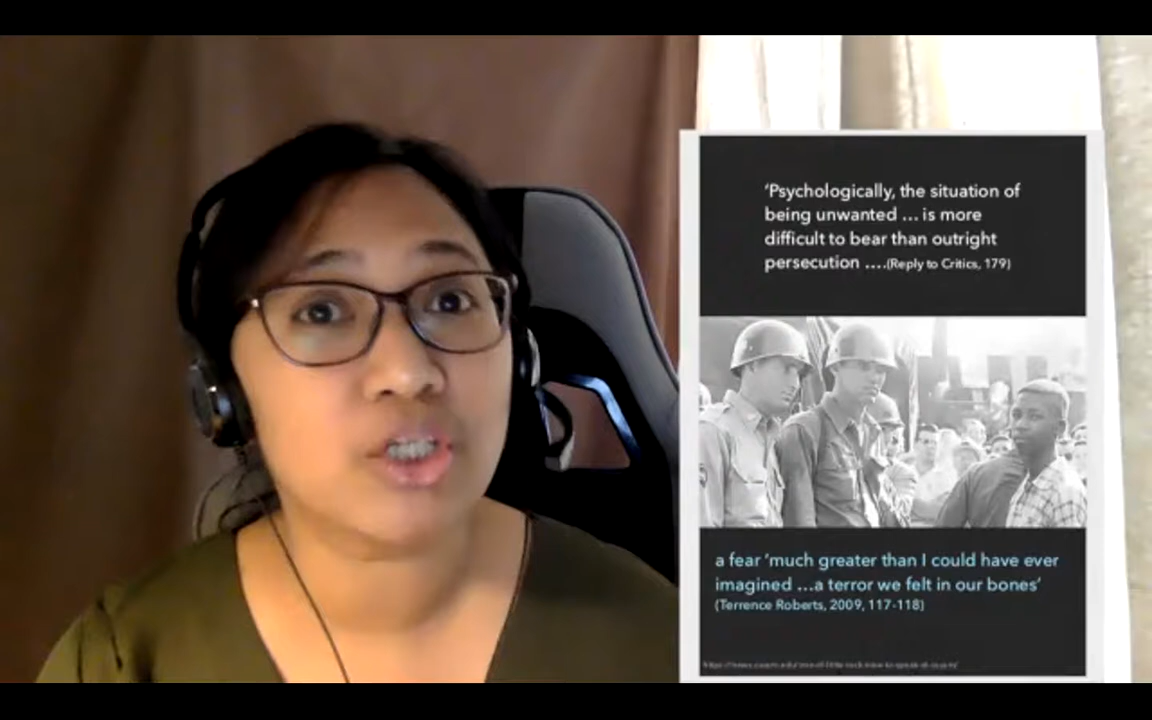 ‘Psychologically, the situation of
being unwanted ... is more
difficult to bear than outright
persecution ....(Reply to Critics, 179)
a fear ‘much greater than I could have ever
imagined ...a terror we felt in our bones’
(Terrence Roberts, 2009, 117-118)